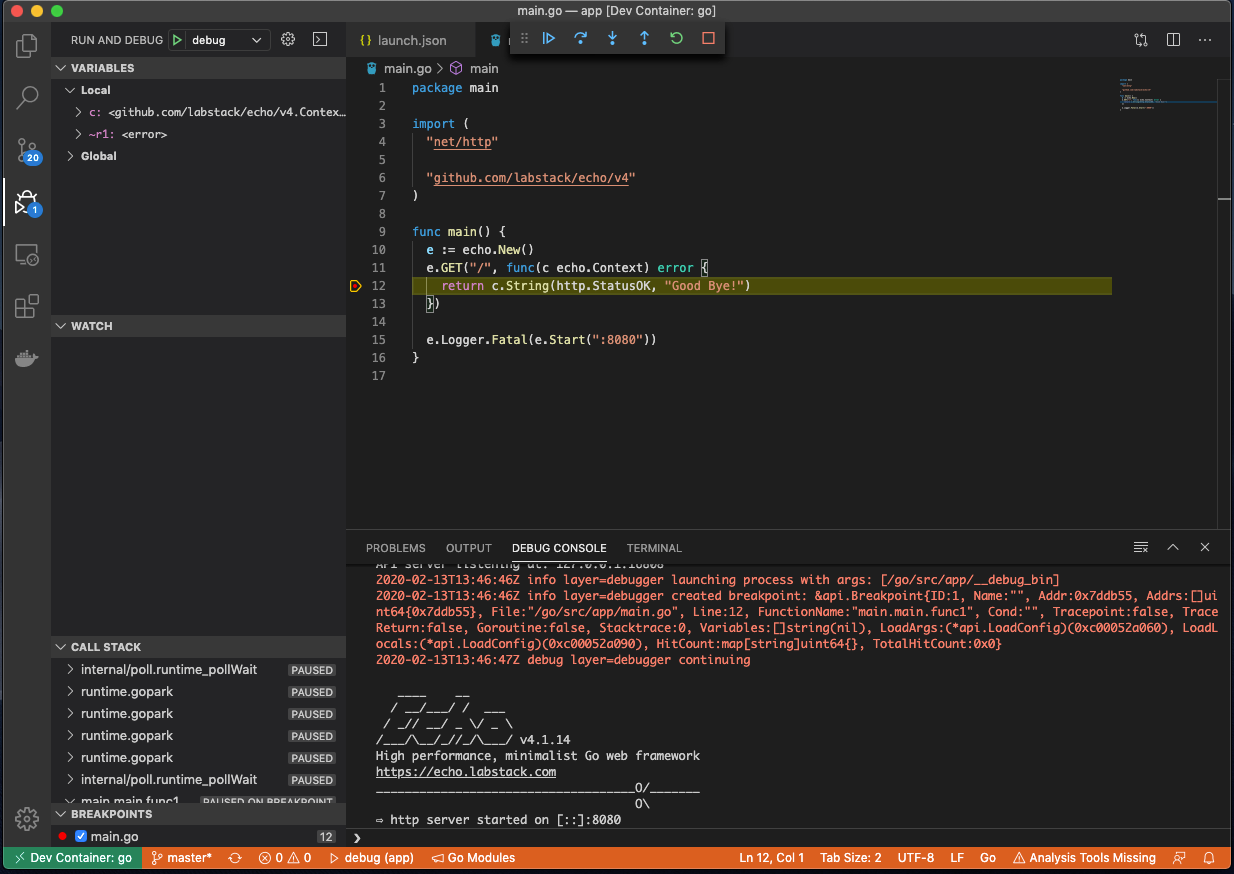 main.go — app [Dev Container: go]
RUN AND DEBUG debug
{} launch.json
VARIABLES
Local
c: <github.com/labstack/echo/v4.Contex…
~r1: <error>
Global
WATCH
CALL STACK
internal/poll.runtime_pollWait PAUSED
runtime.gopark PAUSED
runtime.gopark PAUSED
runtime.gopark PAUSED
runtime.gopark PAUSED
internal/poll.runtime_pollWait PAUSED
main.main.func1 PAUSED ON BREAKPOINT
BREAKPOINTS
main.go 12
20
1
main.go > main
1 package main
2
3 import (
4 "net/http"
5
6 "github.com/labstack/echo/v4"
7 )
8
9 func main() {
10 e := echo.New()
11 e.GET("/", func(c echo.Context) error {
12 return c.String(http.StatusOK, "Good Bye!")
13 })
14
15 e.Logger.Fatal(e.Start(":8080"))
16 }
17
PROBLEMS OUTPUT DEBUG CONSOLE TERMINAL
API server listening at: 127.0.0.1:16808
2020-02-13T13:46:46Z info layer=debugger launching process with args: [/go/src/app/__debug_bin]
2020-02-13T13:46:46Z info layer=debugger created breakpoint: &api.Breakpoint{ID:1, Name:"", Addr:0x7ddb55, Addrs:[]ui
nt64{0x7ddb55}, File:"/go/src/app/main.go", Line:12, FunctionName:"main.main.func1", Cond:"", Tracepoint:false, Trace
Return:false, Goroutine:false, Stacktrace:0, Variables:[]string(nil), LoadArgs:(*api.LoadConfig)(0xc00052a060), LoadL
ocals:(*api.LoadConfig)(0xc00052a090), HitCount:map[string]uint64{}, TotalHitCount:0x0}
2020-02-13T13:46:47Z debug layer=debugger continuing
   ____    __
  / __/___/ /  ___
 / _// __/ _ \/ _ \
/___/\__/_//_/\___/ v4.1.14
High performance, minimalist Go web framework
https://echo.labstack.com
____________________________________O/_______
                                    O\
⇨ http server started on [::]:8080
Dev Container: go master* 0 0 debug (app) Go Modules Ln 12, Col 1 Tab Size: 2 UTF-8 LF Go Analysis Tools Missing